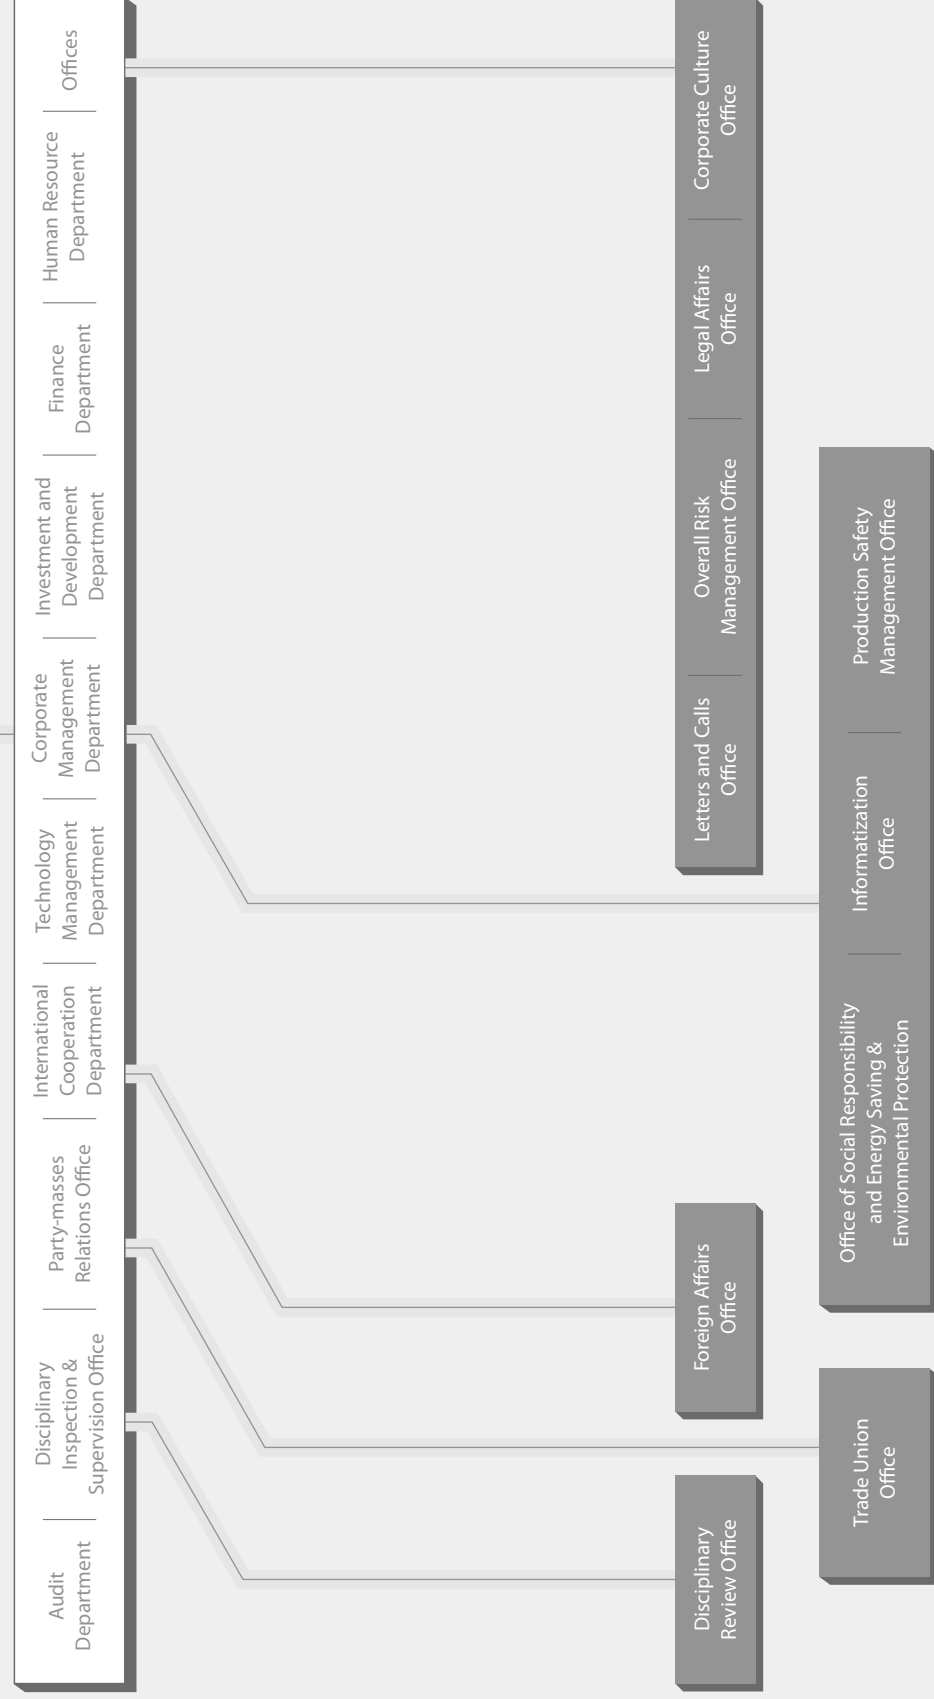 Offices
Human Resource
Department
Finance
Department
Investment and
Development
Department
Corporate
Management
Department
Technology
Management
Department
International
Cooperation
Department
Party-masses
Relations Office
Disciplinary
Inspection &
Supervision Office
Audit
Department
Corporate Culture
Office
Legal Affairs
Office
Overall Risk
Management Office
Letters and Calls
Office
Foreign Affairs
Office
Disciplinary
Review Office
Production Safety
Management Office
Informatization
Office
Office of Social Responsibility
and Energy Saving &
Environmental Protection
Trade Union
Office